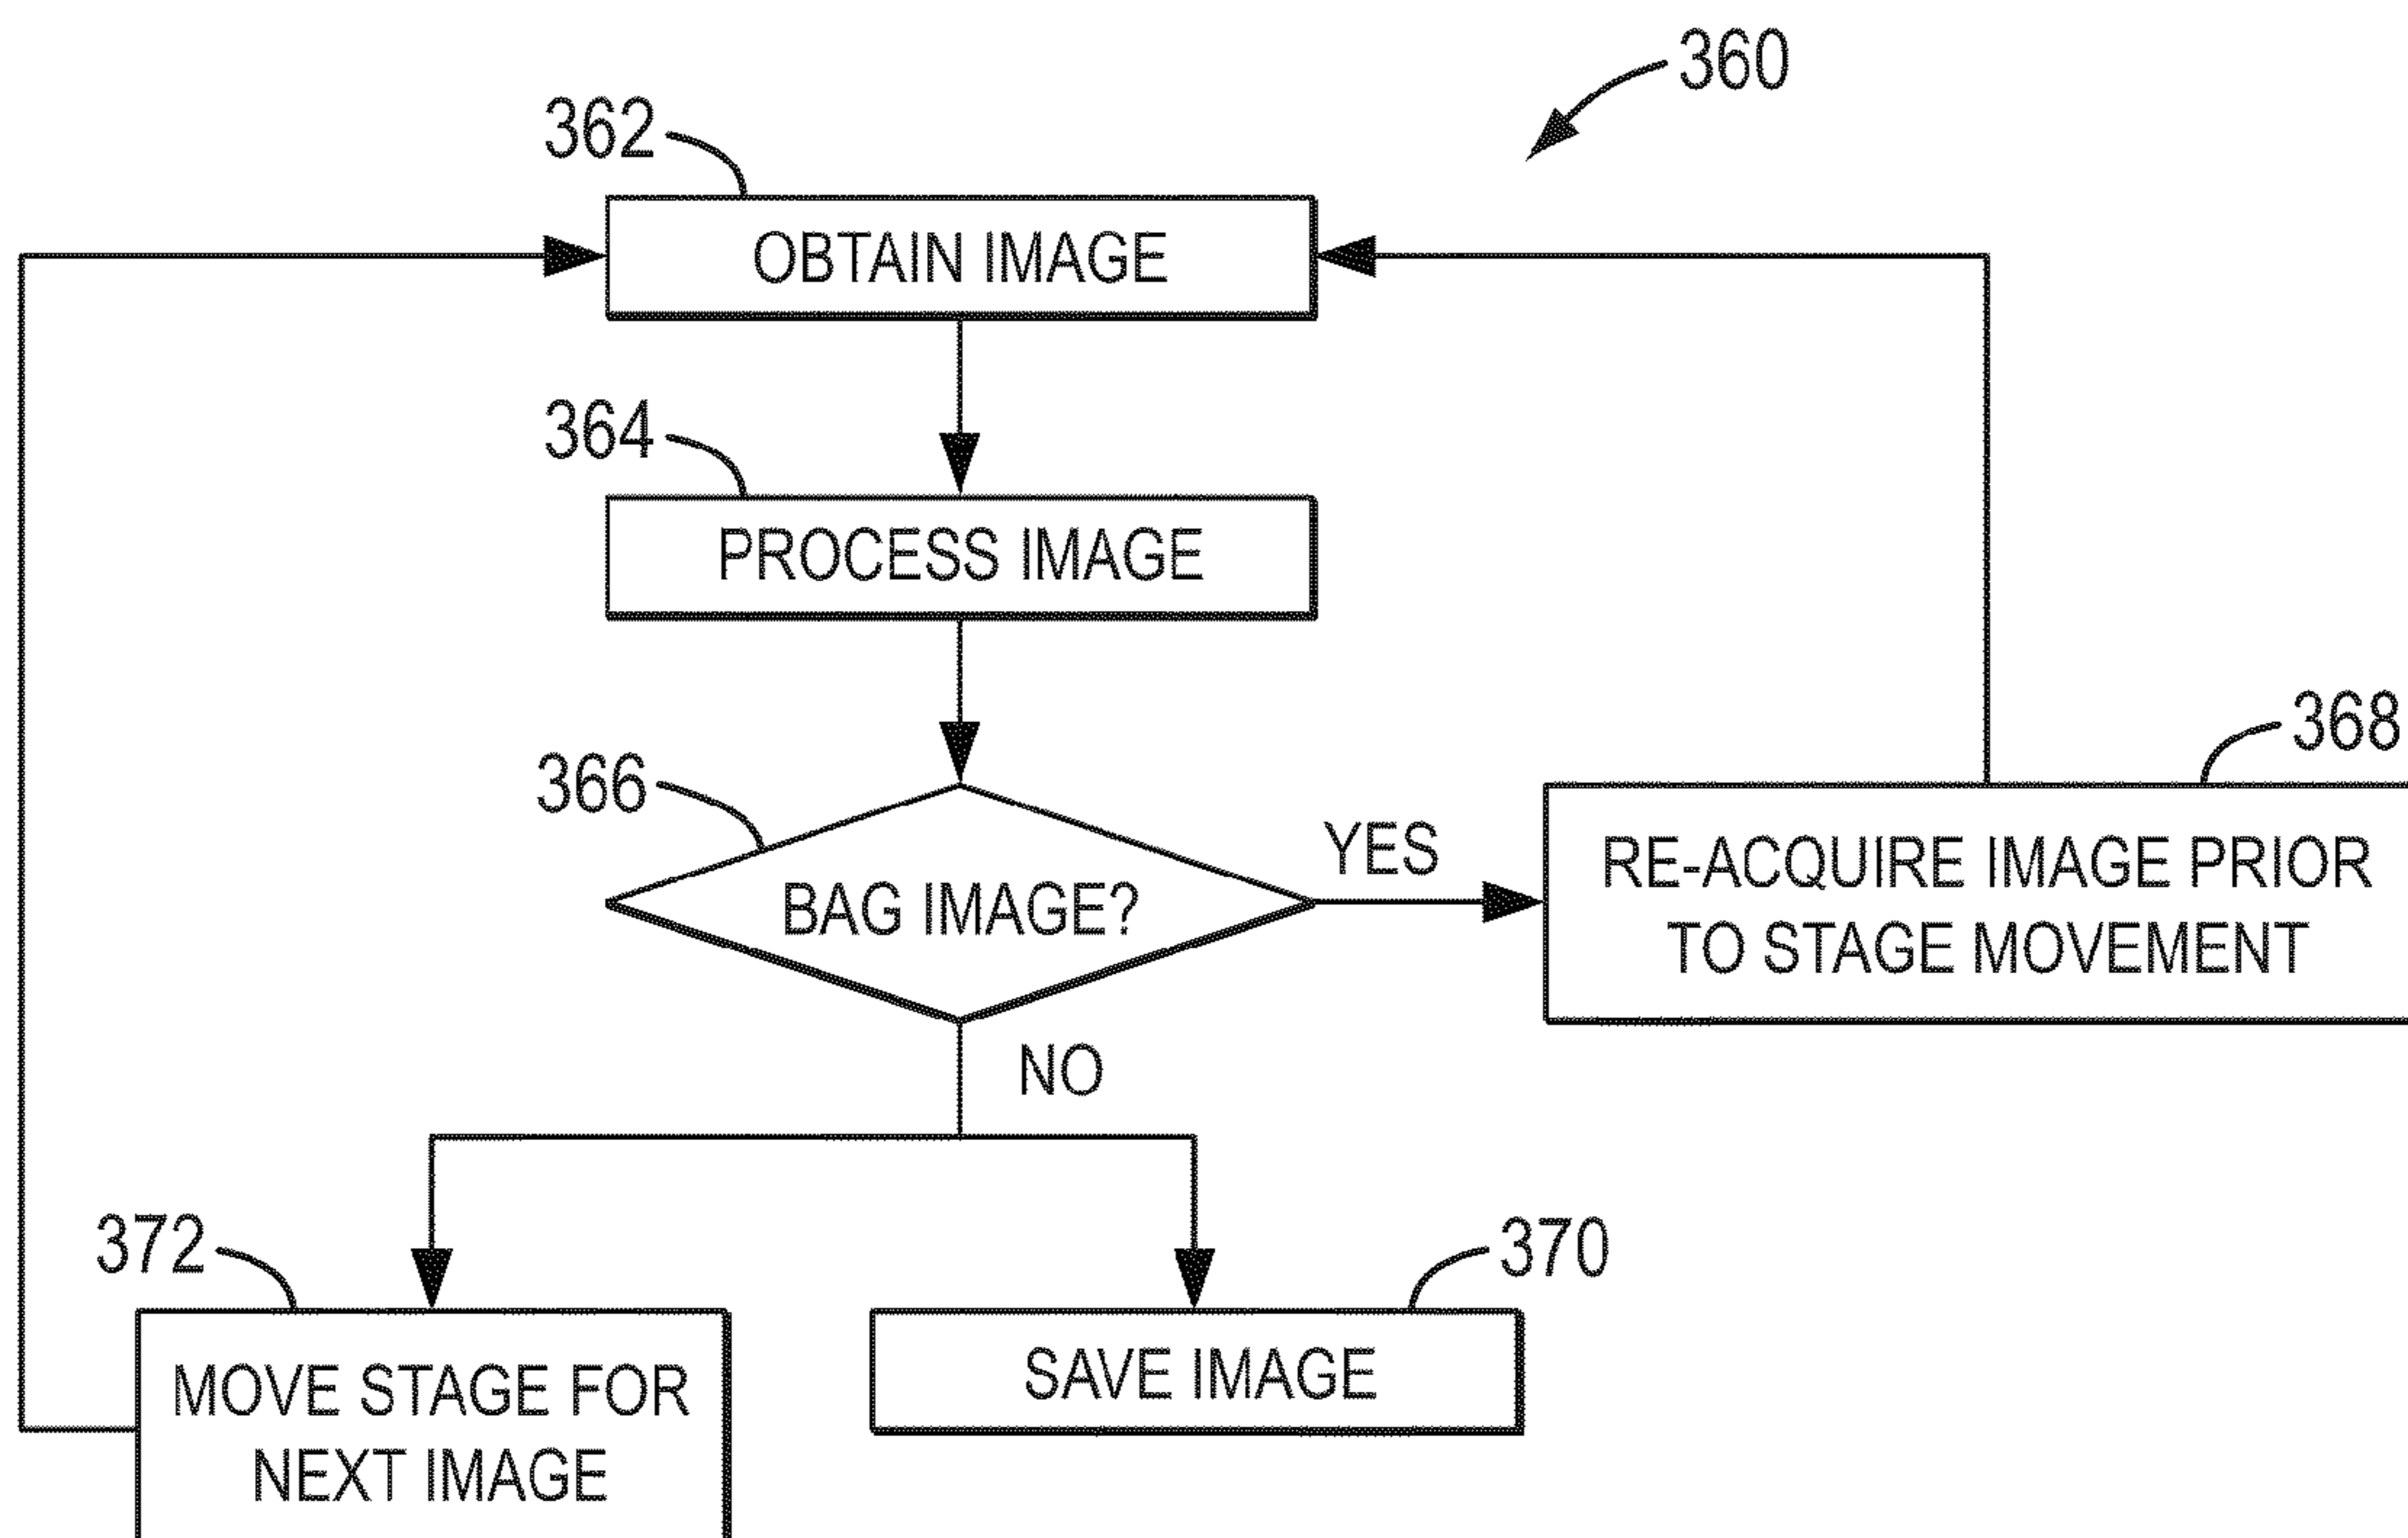 360
362
OBTAIN IMAGE
364
PROCESS IMAGE
366
BAG IMAGE?
YES
368
RE-ACQUIRE IMAGE PRIOR
TO STAGE MOVEMENT
NO
372
MOVE STAGE FOR
NEXT IMAGE
370
SAVE IMAGE